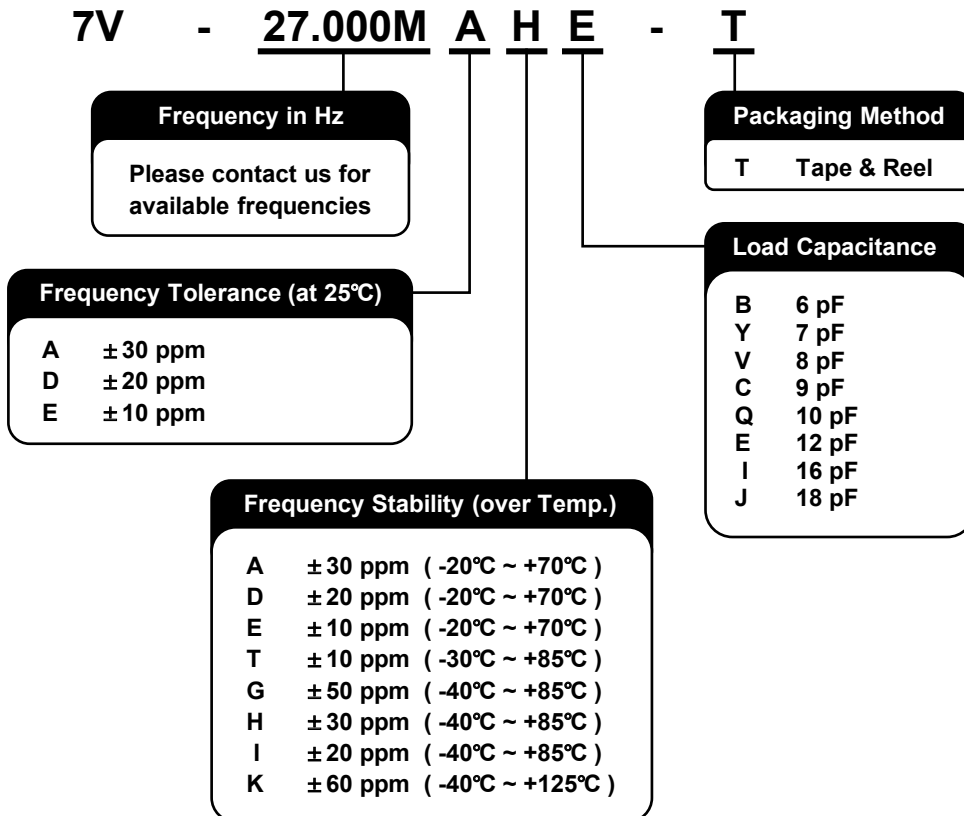 7V - 27.000M A H E - T
Frequency in Hz
Please contact us for
available frequencies
Packaging Method
T Tape & Reel
Load Capacitance
B 6 pF
Y 7 pF
V 8 pF
C 9 pF
Q 10 pF
E 12 pF
I 16 pF
J 18 pF
Frequency Tolerance (at 25℃)
A ±30 ppm
D ±20 ppm
E ±10 ppm
Frequency Stability (over Temp.)
A ±30 ppm ( -20℃ ~ +70℃ )
D ±20 ppm ( -20℃ ~ +70℃ )
E ±10 ppm ( -20℃ ~ +70℃ )
T ±10 ppm ( -30℃ ~ +85℃ )
G ±50 ppm ( -40℃ ~ +85℃ )
H ±30 ppm ( -40℃ ~ +85℃ )
I ±20 ppm ( -40℃ ~ +85℃ )
K ±60 ppm ( -40℃ ~ +125℃ )